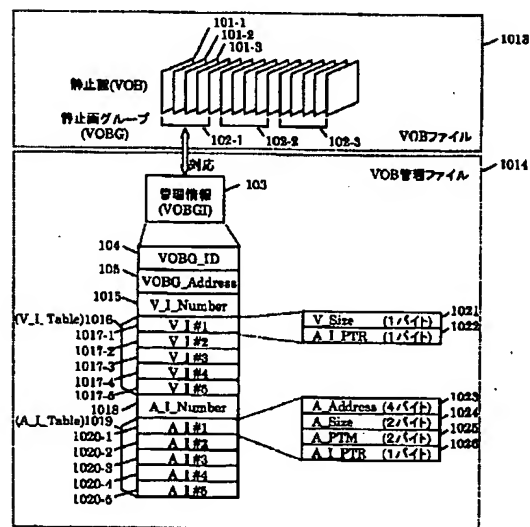 101-1
101-2
101-3
1013
静止画(VOB)
静止画グループ
(VOBG)
102-1
102-2
102-3
VOBファイル
対応
1014
VOB管理ファイル
管理情報
(VOBGI)
103
104
VOBG_ID
105
VOBG_Address
1015
V_I_Number
(V_I_Table)1016
1017-1
V_I#1
1017-2
V_I#2
1017-3
V_I#3
1017-4
V_I#4
1017-5
V_I#5
V_Size (1バイト)
1021
A_I_PTR (1バイト)
1022
1018
A_I_Number
(A_I_Table)1019
1020-1
A_I#1
1020-2
A_I#2
1020-3
A_I#3
1020-4
A_I#4
1020-5
A_I#5
A_Address (4バイト)
1023
A_Size (2バイト)
1024
A_PTM (2バイト)
1025
A_I_PTR (1バイト)
1026